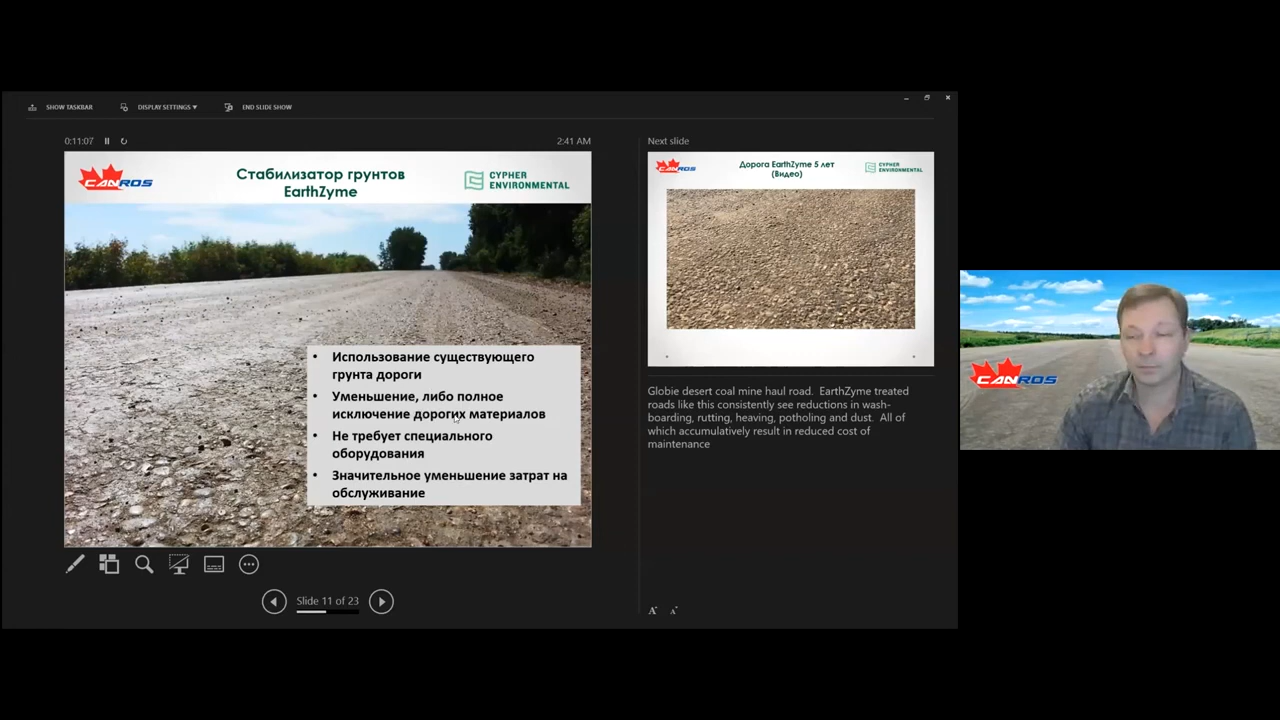 SHOW TASKBAR
DISPLAY SETTINGS ▼
END SLIDE SHOW
0:11:07
2:41 AM
CANROS
Стабилизатор грунтов
EarthZyme
CYPHER
ENVIRONMENTAL
• Использование существующего
грунта дороги
• Уменьшение, либо полное
исключение дорогих материалов
• Не требует специального
оборудования
• Значительное уменьшение затрат на
обслуживание
Slide 11 of 23
Next slide
CANROS
Дорога EarthZyme 5 лет
(Видео)
CYPHER
ENVIRONMENTAL
Globie desert coal mine haul road. EarthZyme treated
roads like this consistently see reductions in wash-
boarding, rutting, heaving, potholing and dust. All of
which accumulatively result in reduced cost of
maintenance
A A
CANROS